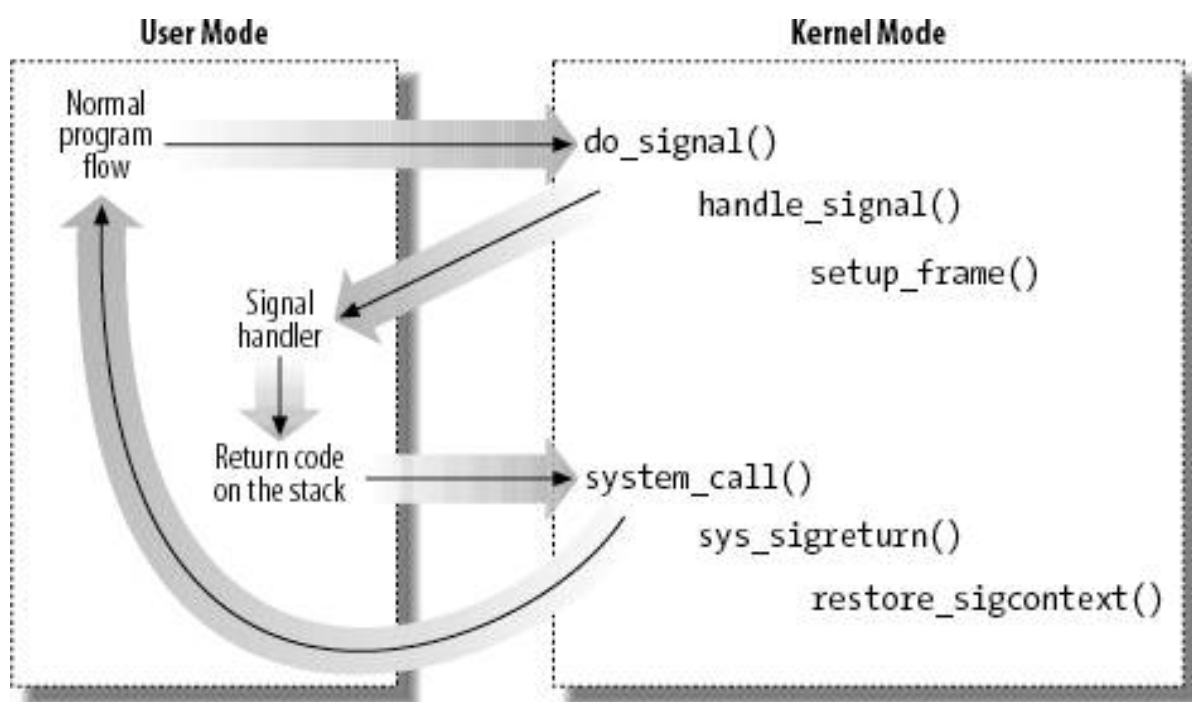 User Mode
Kernel Mode
Normal
program
flow
do_signal()
handle_signal()
setup_frame()
Signal
handler
Return code
on the stack
system_call()
sys_sigreturn()
restore_sigcontext()